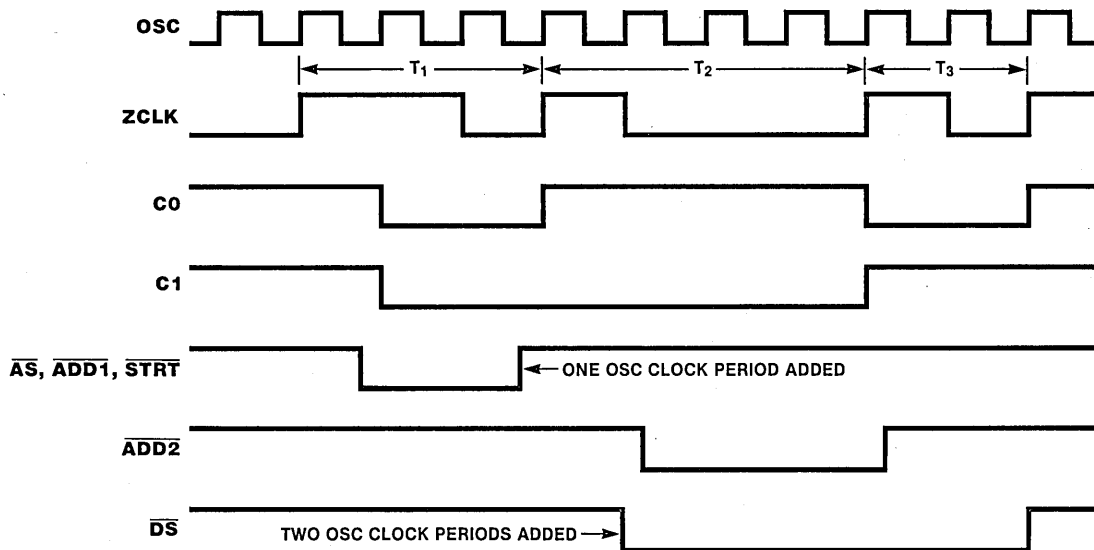 OSC
T1
T2
T3
ZCLK
C0
C1
AS, ADD1, STRT
ONE OSC CLOCK PERIOD ADDED
ADD2
DS
TWO OSC CLOCK PERIODS ADDED